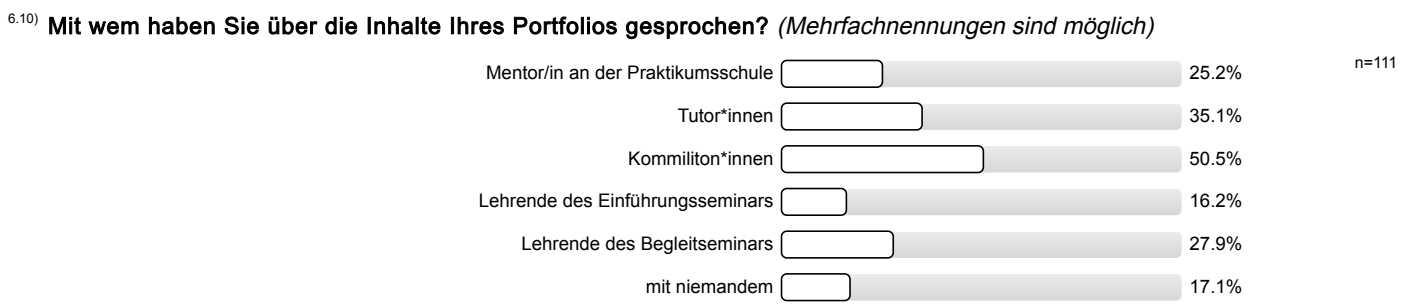 6.10) Mit wem haben Sie über die Inhalte Ihres Portfolios gesprochen? (Mehrfachnennungen sind möglich)
n=111
Mentor/in an der Praktikumsschule 25.2%
Tutor*innen 35.1%
Kommiliton*innen 50.5%
Lehrende des Einführungsseminars 16.2%
Lehrende des Begleitseminars 27.9%
mit niemandem 17.1%